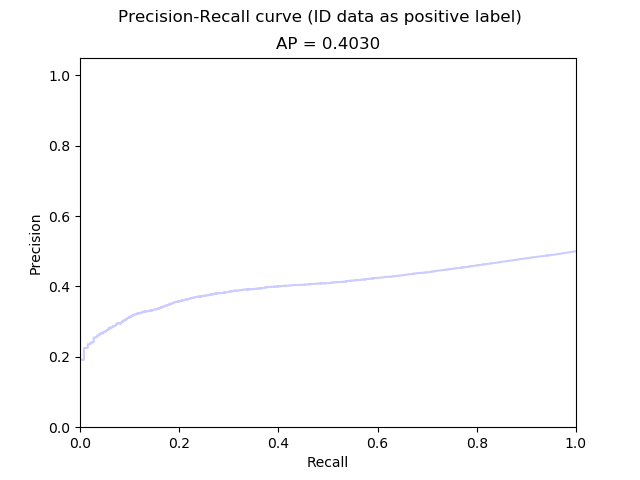 Precision-Recall curve (ID data as positive label)
AP = 0.4030
1.0
0.8
0.6
0.4
0.2
0.0
Precision
0.0 0.2 0.4 0.6 0.8 1.0
Recall